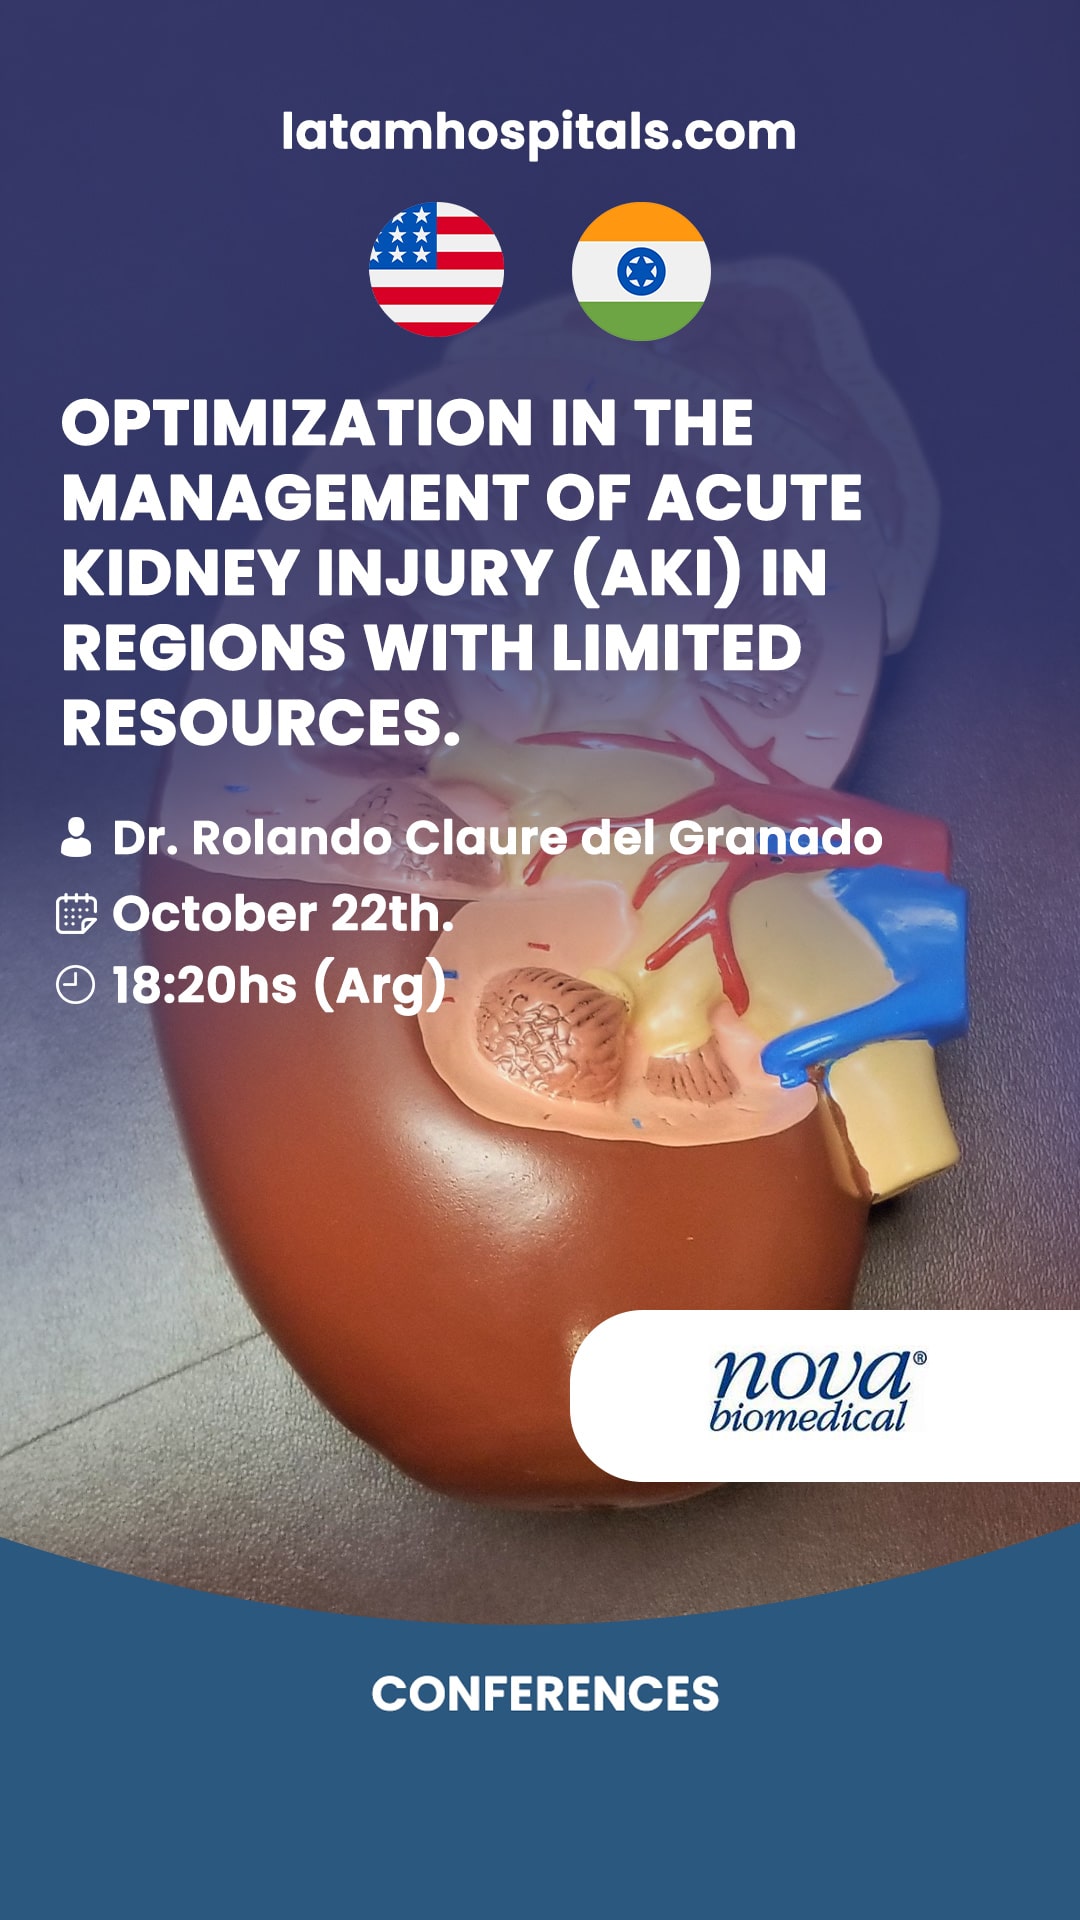 latamhospitals.com
OPTIMIZATION IN THE
MANAGEMENT OF ACUTE
KIDNEY INJURY (AKI) IN
REGIONS WITH LIMITED
RESOURCES.
Dr. Rolando Claure del Granado
October 22th.
18:20hs (Arg)
nova®
biomedical
CONFERENCES